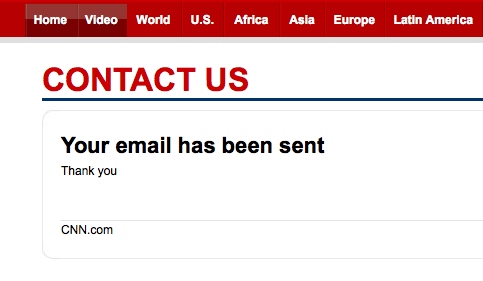 Home Video World U.S. Africa Asia Europe Latin America
CONTACT US
Your email has been sent
Thank you
CNN.com